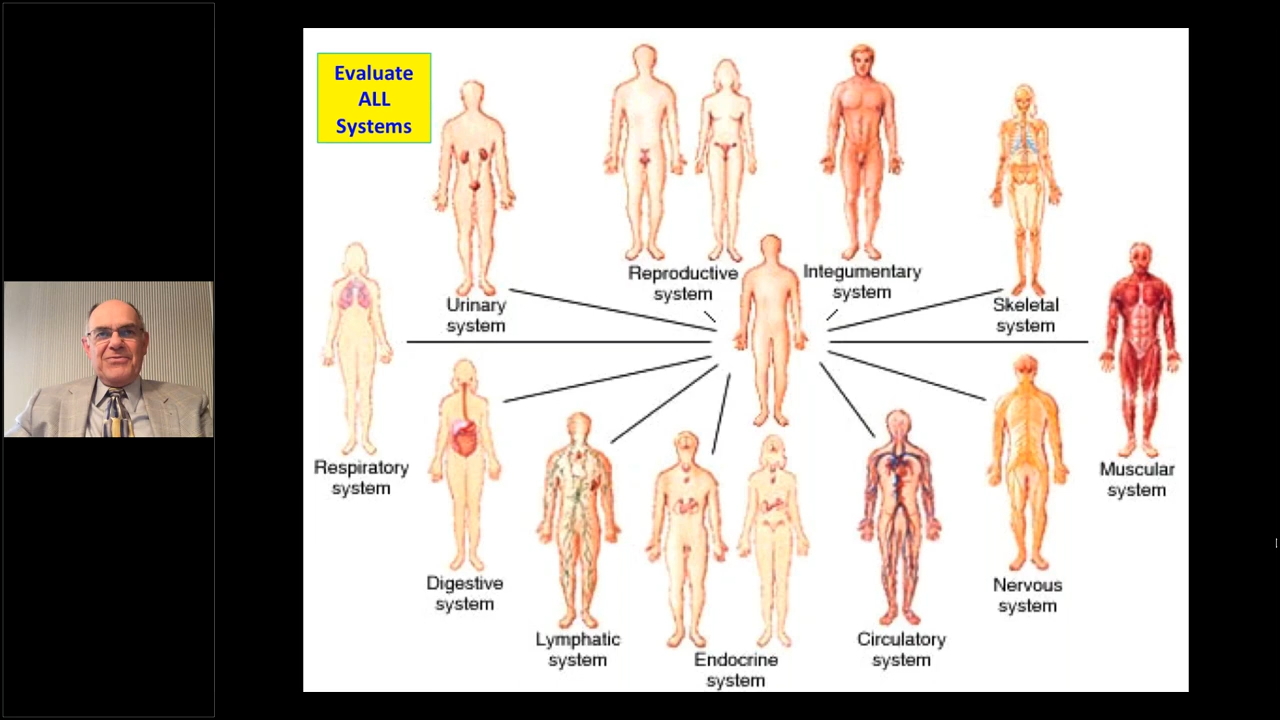 Evaluate
ALL
Systems
Urinary
system
Reproductive
system
Integumentary
system
Skeletal
system
Respiratory
system
Muscular
system
Digestive
system
Nervous
system
Lymphatic
system
Endocrine
system
Circulatory
system